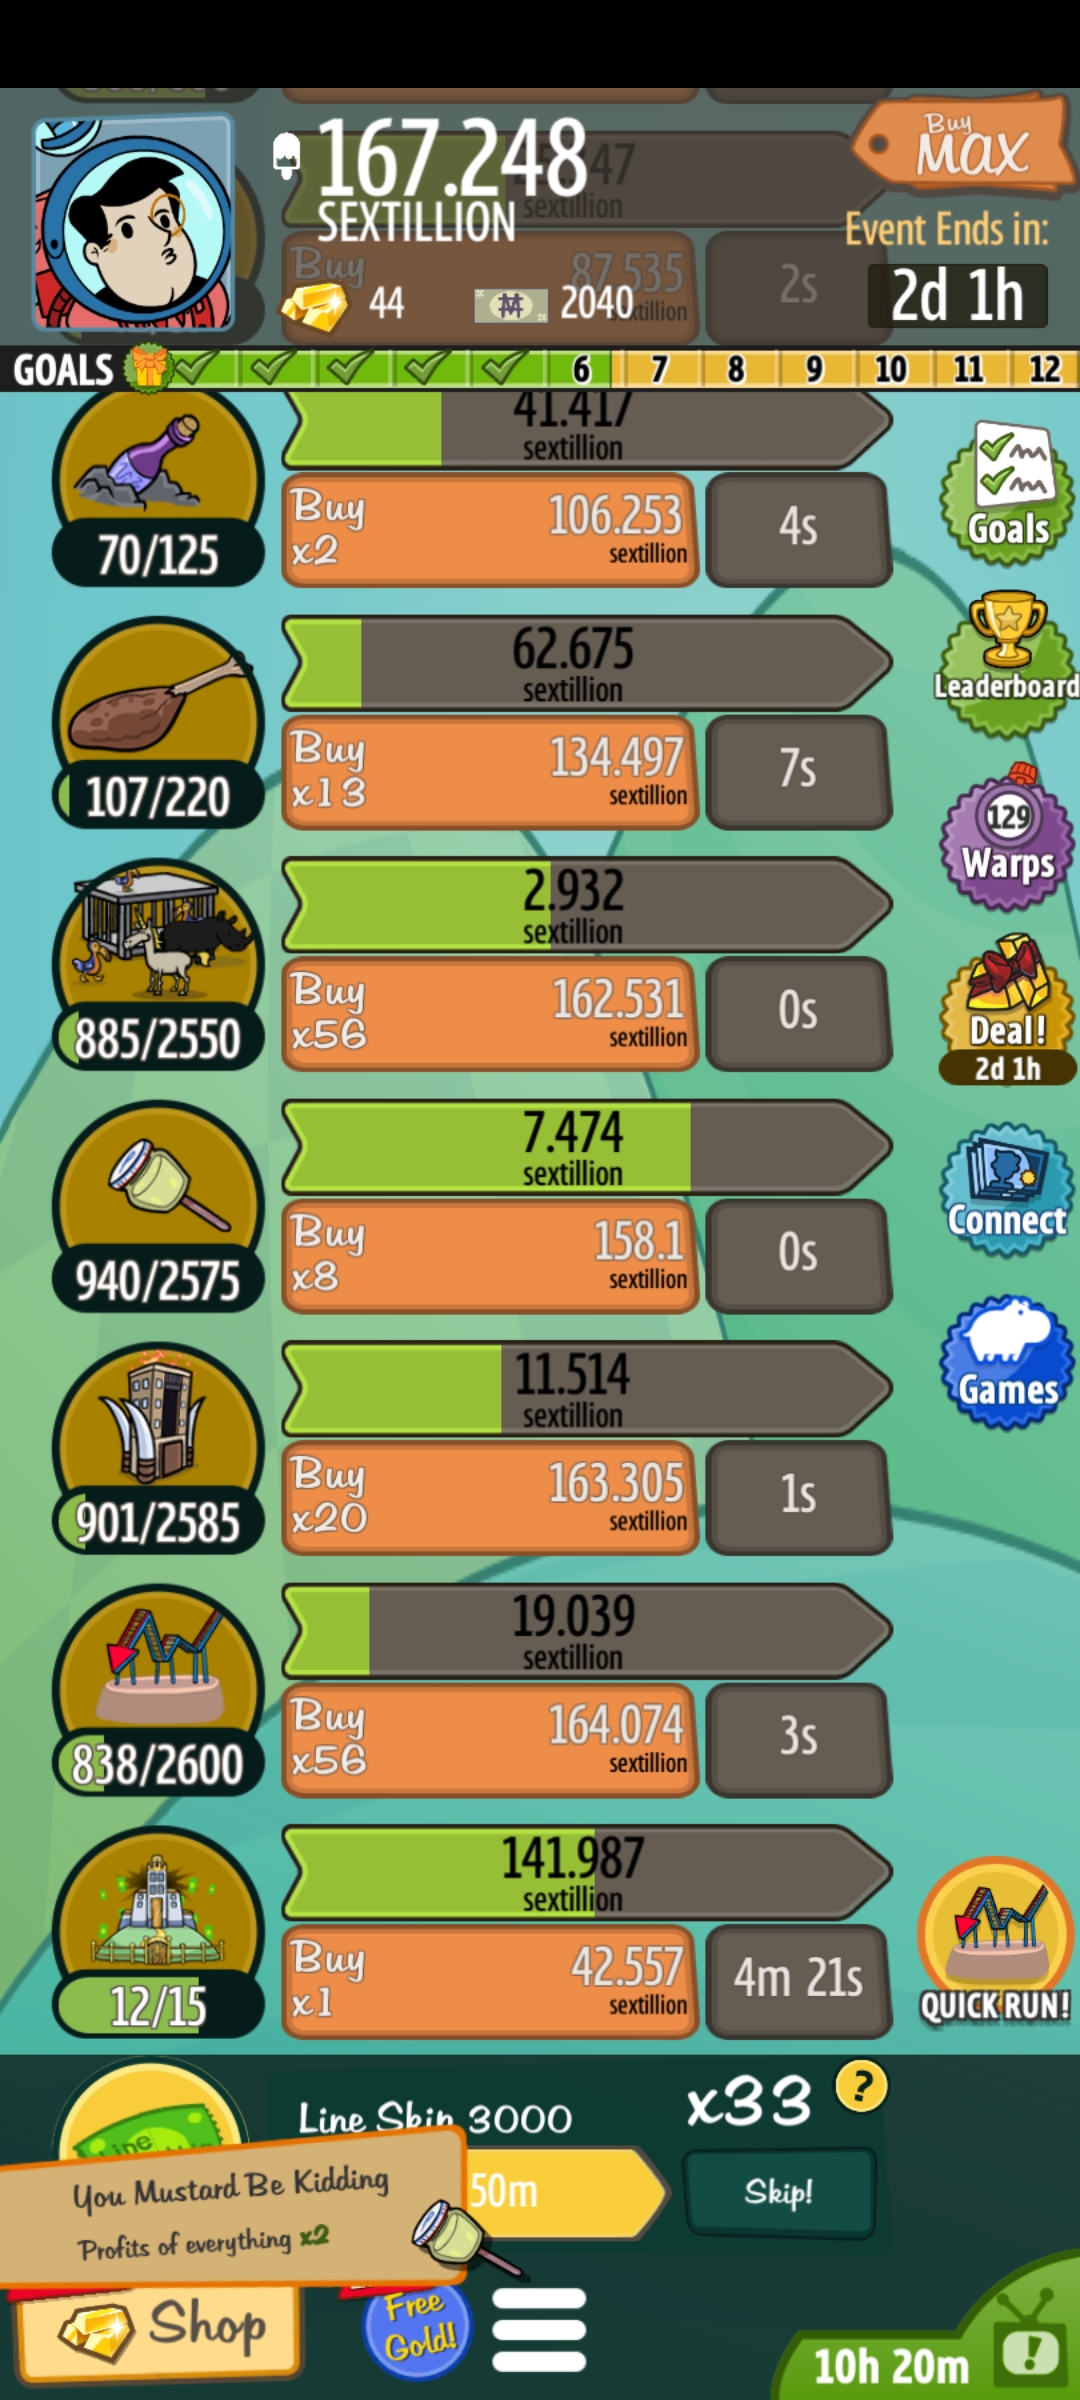 167.248
SEXTILLION
Buy
MAX
Event Ends in:
2d 1h
44
2040
Buy
87.535
2s
sextillion
GOALS
6
7
8
9
10
11
12
41.417
sextillion
70/125
Buy
x2
106.253
sextillion
4s
Goals
62.675
sextillion
107/220
Buy
x13
134.497
sextillion
7s
Leaderboard
129
Warps
2.932
sextillion
885/2550
Buy
x56
162.531
sextillion
0s
Deal!
2d 1h
7.474
sextillion
940/2575
Buy
x8
158.1
sextillion
0s
Connect
11.514
sextillion
901/2585
Buy
x20
163.305
sextillion
1s
Games
19.039
sextillion
838/2600
Buy
x56
164.074
sextillion
3s
141.987
sextillion
12/15
Buy
x1
42.557
sextillion
4m 21s
QUICK RUN!
Line Skip 3000
x33
?
50m
Skip!
You Mustard Be Kidding
Profits of everything x2
Shop
Free
Gold!
10h 20m